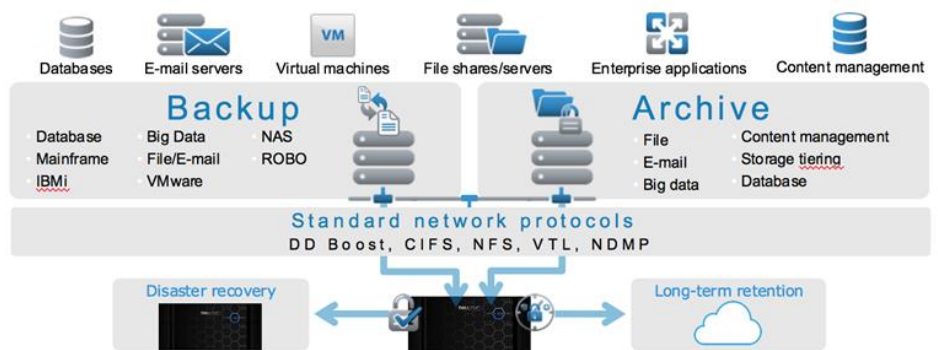 VM
Databases
E-mail servers
Virtual machines
File shares/servers
Enterprise applications
Content management
Backup
Database
Mainframe
IBMi
Big Data
File/E-mail
VMware
NAS
ROBO
Archive
File
E-mail
Big data
Content management
Storage tiering
Database
Standard network protocols
DD Boost, CIFS, NFS, VTL, NDMP
Disaster recovery
Long-term retention